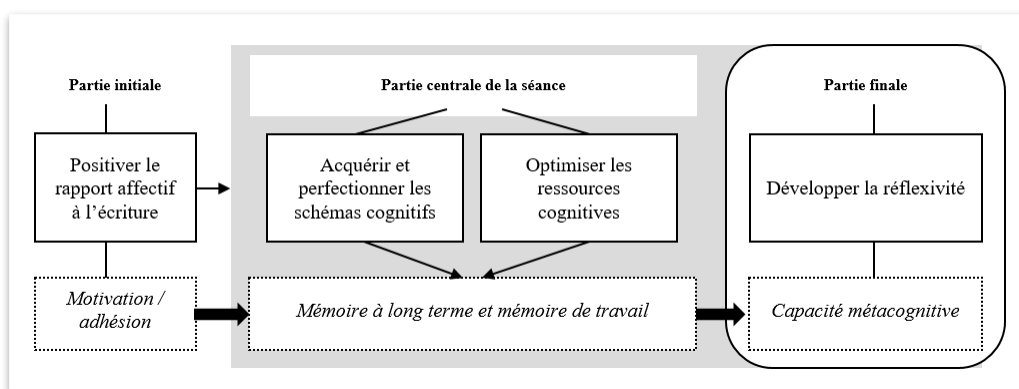 Partie initiale
Partie centrale de la séance
Partie finale
Positiver le
rapport affectif
à l'écriture
Acquérir et
perfectionner les
schémas cognitifs
Optimiser les
ressources
cognitives
Développer la réflexivité
Motivation /
adhésion
Mémoire à long terme et mémoire de travail
Capacité métacognitive